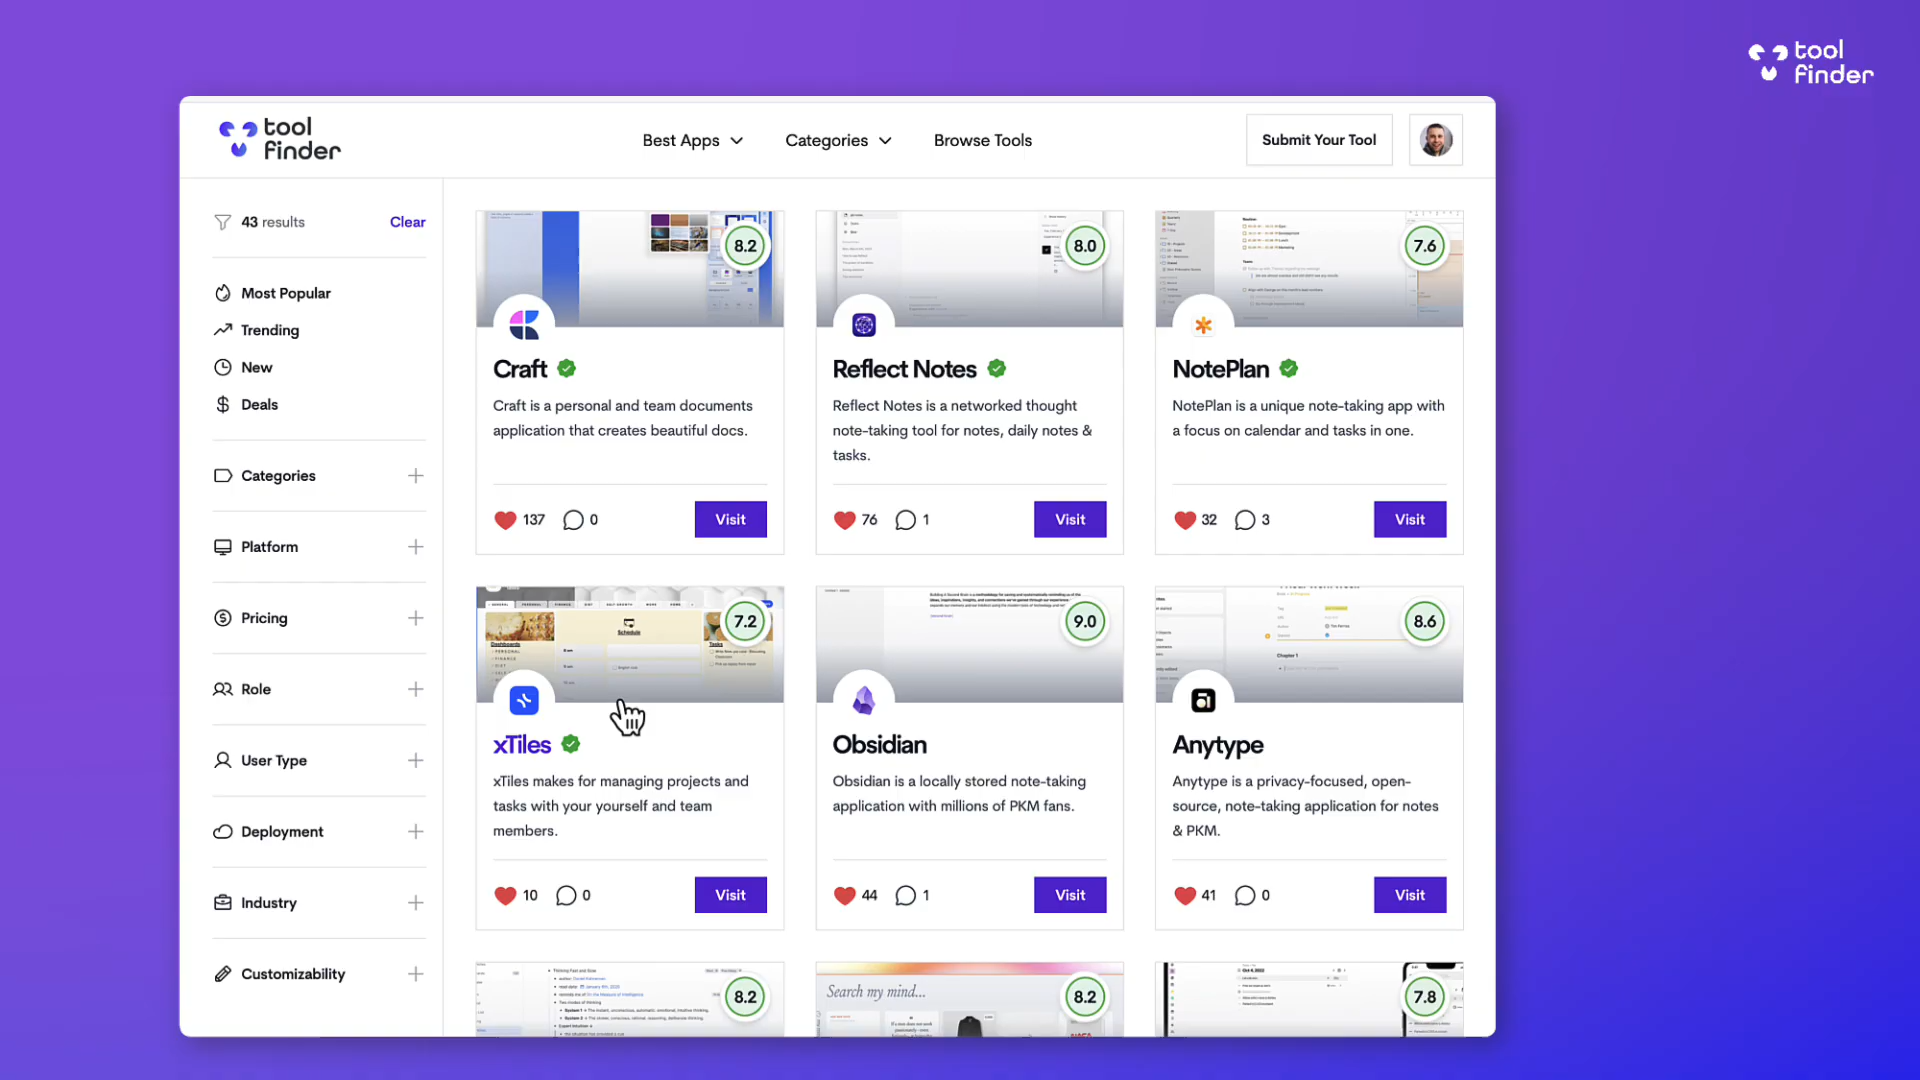 tool
finder
tool
finder
Best Apps
Categories
Browse Tools
Submit Your Tool
43 results
Clear
Most Popular
Trending
New
Deals
Categories
Platform
Pricing
Role
User Type
Deployment
Industry
Customizability
8.2
Craft
Craft is a personal and team documents
application that creates beautiful docs.
137
0
Visit
8.0
Reflect Notes
Reflect Notes is a networked thought
note-taking tool for notes, daily notes &
tasks.
76
1
Visit
7.6
NotePlan
NotePlan is a unique note-taking app with
a focus on calendar and tasks in one.
32
3
Visit
Schedule
Dashboards
Tasks
7.2
xTiles
xTiles makes for managing projects and
tasks with your yourself and team
members.
10
0
Visit
9.0
Obsidian
Obsidian is a locally stored note-taking
application with millions of PKM fans.
44
1
Visit
Chapter 1
8.6
Anytype
Anytype is a privacy-focused, open-
source, note-taking application for notes
& PKM.
41
0
Visit
8.2
Search my mind...
8.2
7.8